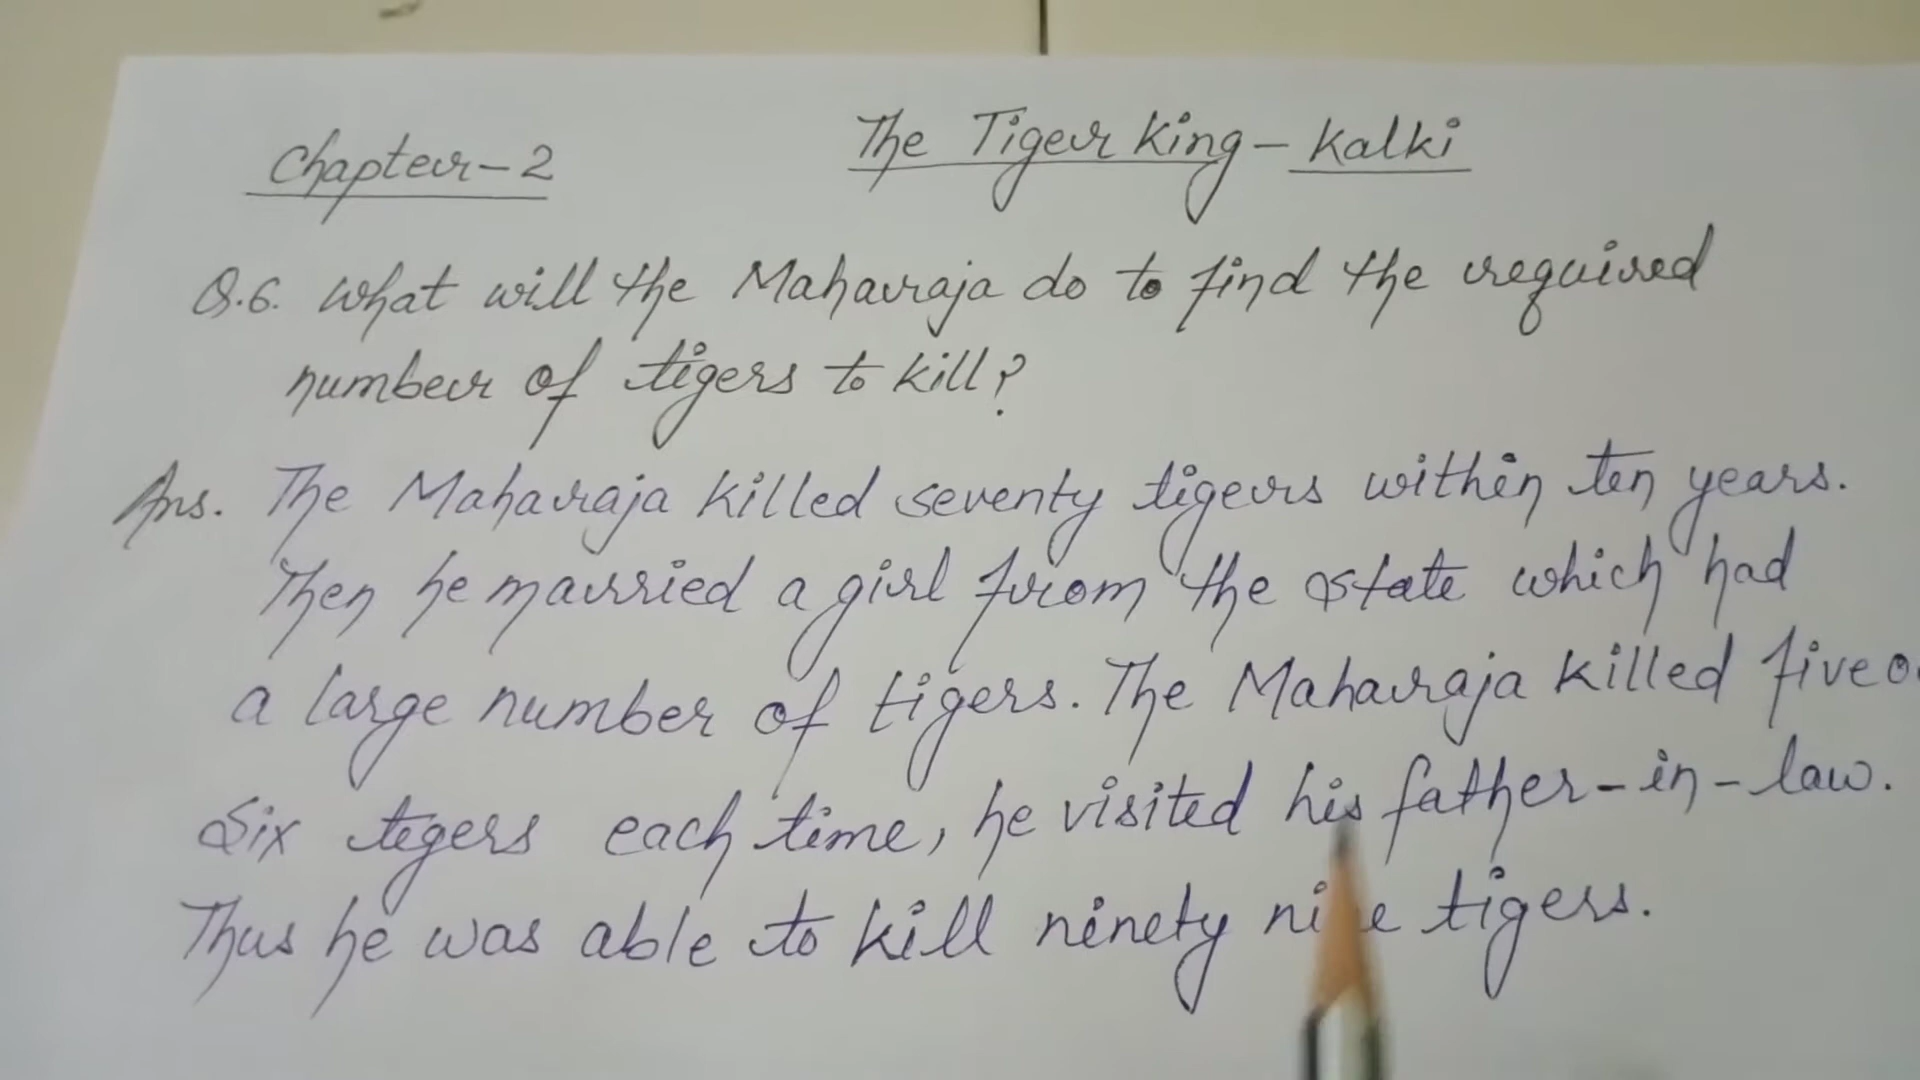 Chapter-2 The Tiger King - Kalki
Q.6. What will the Maharaja do to find the required
number of tigers to kill?
Ans. The Maharaja killed seventy tigers within ten years.
Then he married a girl from the state which had
a large number of tigers. The Maharaja killed five
six tigers each time, he visited his father-in-law.
Thus he was able to kill ninety nine tigers.